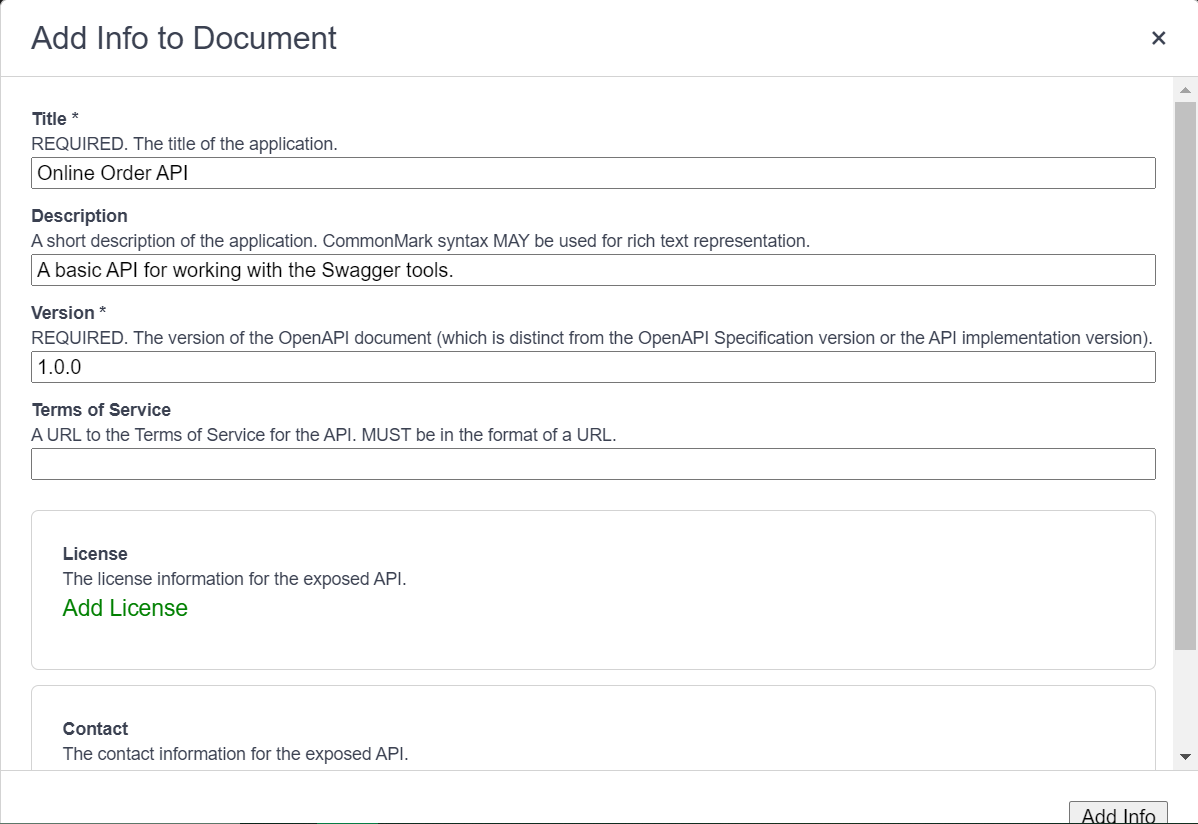 Add Info to Document
×
Title *
REQUIRED. The title of the application.
Online Order API
Description
A short description of the application. CommonMark syntax MAY be used for rich text representation.
A basic API for working with the Swagger tools.
Version *
REQUIRED. The version of the OpenAPI document (which is distinct from the OpenAPI Specification version or the API implementation version).
1.0.0
Terms of Service
A URL to the Terms of Service for the API. MUST be in the format of a URL.
License
The license information for the exposed API.
Add License
Contact
The contact information for the exposed API.
Add Info